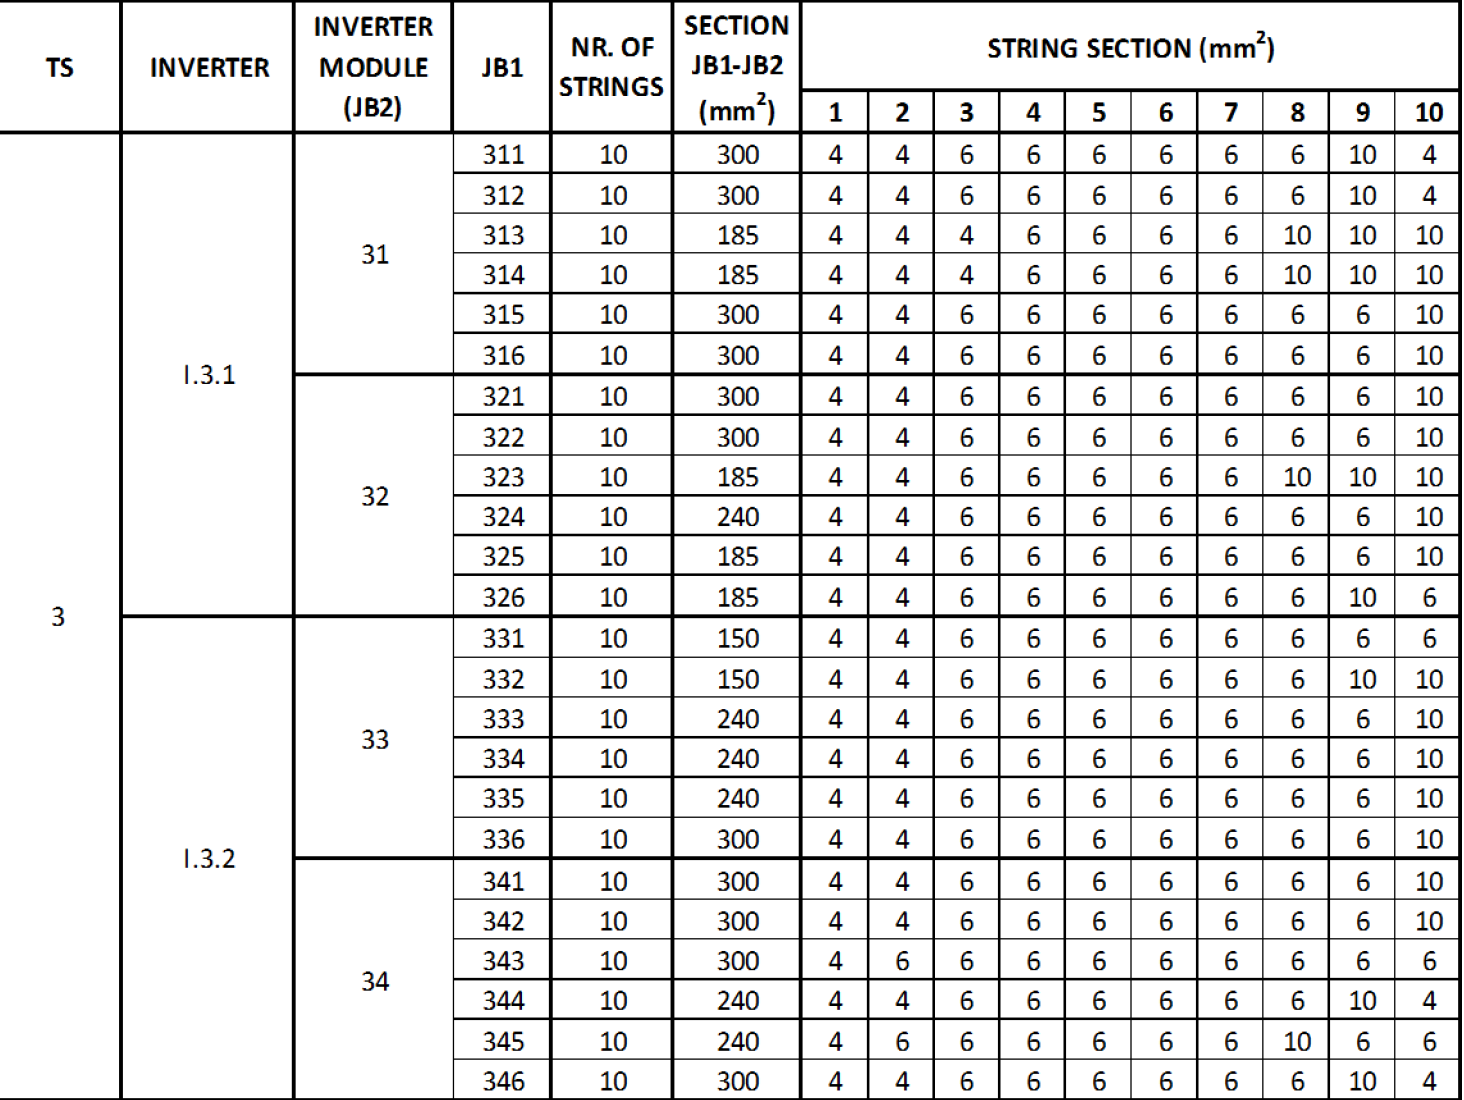 TS INVERTER INVERTER MODULE (JB2) JB1 NR. OF STRINGS SECTION JB1-JB2 (mm²) STRING SECTION (mm²)
1 2 3 4 5 6 7 8 9 10
3 I.3.1 31 311 10 300 4 4 6 6 6 6 6 6 10 4
312 10 300 4 4 6 6 6 6 6 6 10 4
313 10 185 4 4 4 6 6 6 6 10 10 10
314 10 185 4 4 4 6 6 6 6 10 10 10
315 10 300 4 4 6 6 6 6 6 6 6 10
316 10 300 4 4 6 6 6 6 6 6 6 10
32 321 10 300 4 4 6 6 6 6 6 6 6 10
322 10 300 4 4 6 6 6 6 6 6 6 10
323 10 185 4 4 6 6 6 6 6 10 10 10
324 10 240 4 4 6 6 6 6 6 6 6 10
325 10 185 4 4 6 6 6 6 6 6 6 10
326 10 185 4 4 6 6 6 6 6 6 10 6
I.3.2 33 331 10 150 4 4 6 6 6 6 6 6 6 6
332 10 150 4 4 6 6 6 6 6 6 10 10
333 10 240 4 4 6 6 6 6 6 6 6 10
334 10 240 4 4 6 6 6 6 6 6 6 10
335 10 240 4 4 6 6 6 6 6 6 6 10
336 10 300 4 4 6 6 6 6 6 6 6 10
34 341 10 300 4 4 6 6 6 6 6 6 6 10
342 10 300 4 4 6 6 6 6 6 6 6 10
343 10 300 4 6 6 6 6 6 6 6 6 6
344 10 240 4 4 6 6 6 6 6 6 10 4
345 10 240 4 6 6 6 6 6 6 10 6 6
346 10 300 4 4 6 6 6 6 6 6 10 4